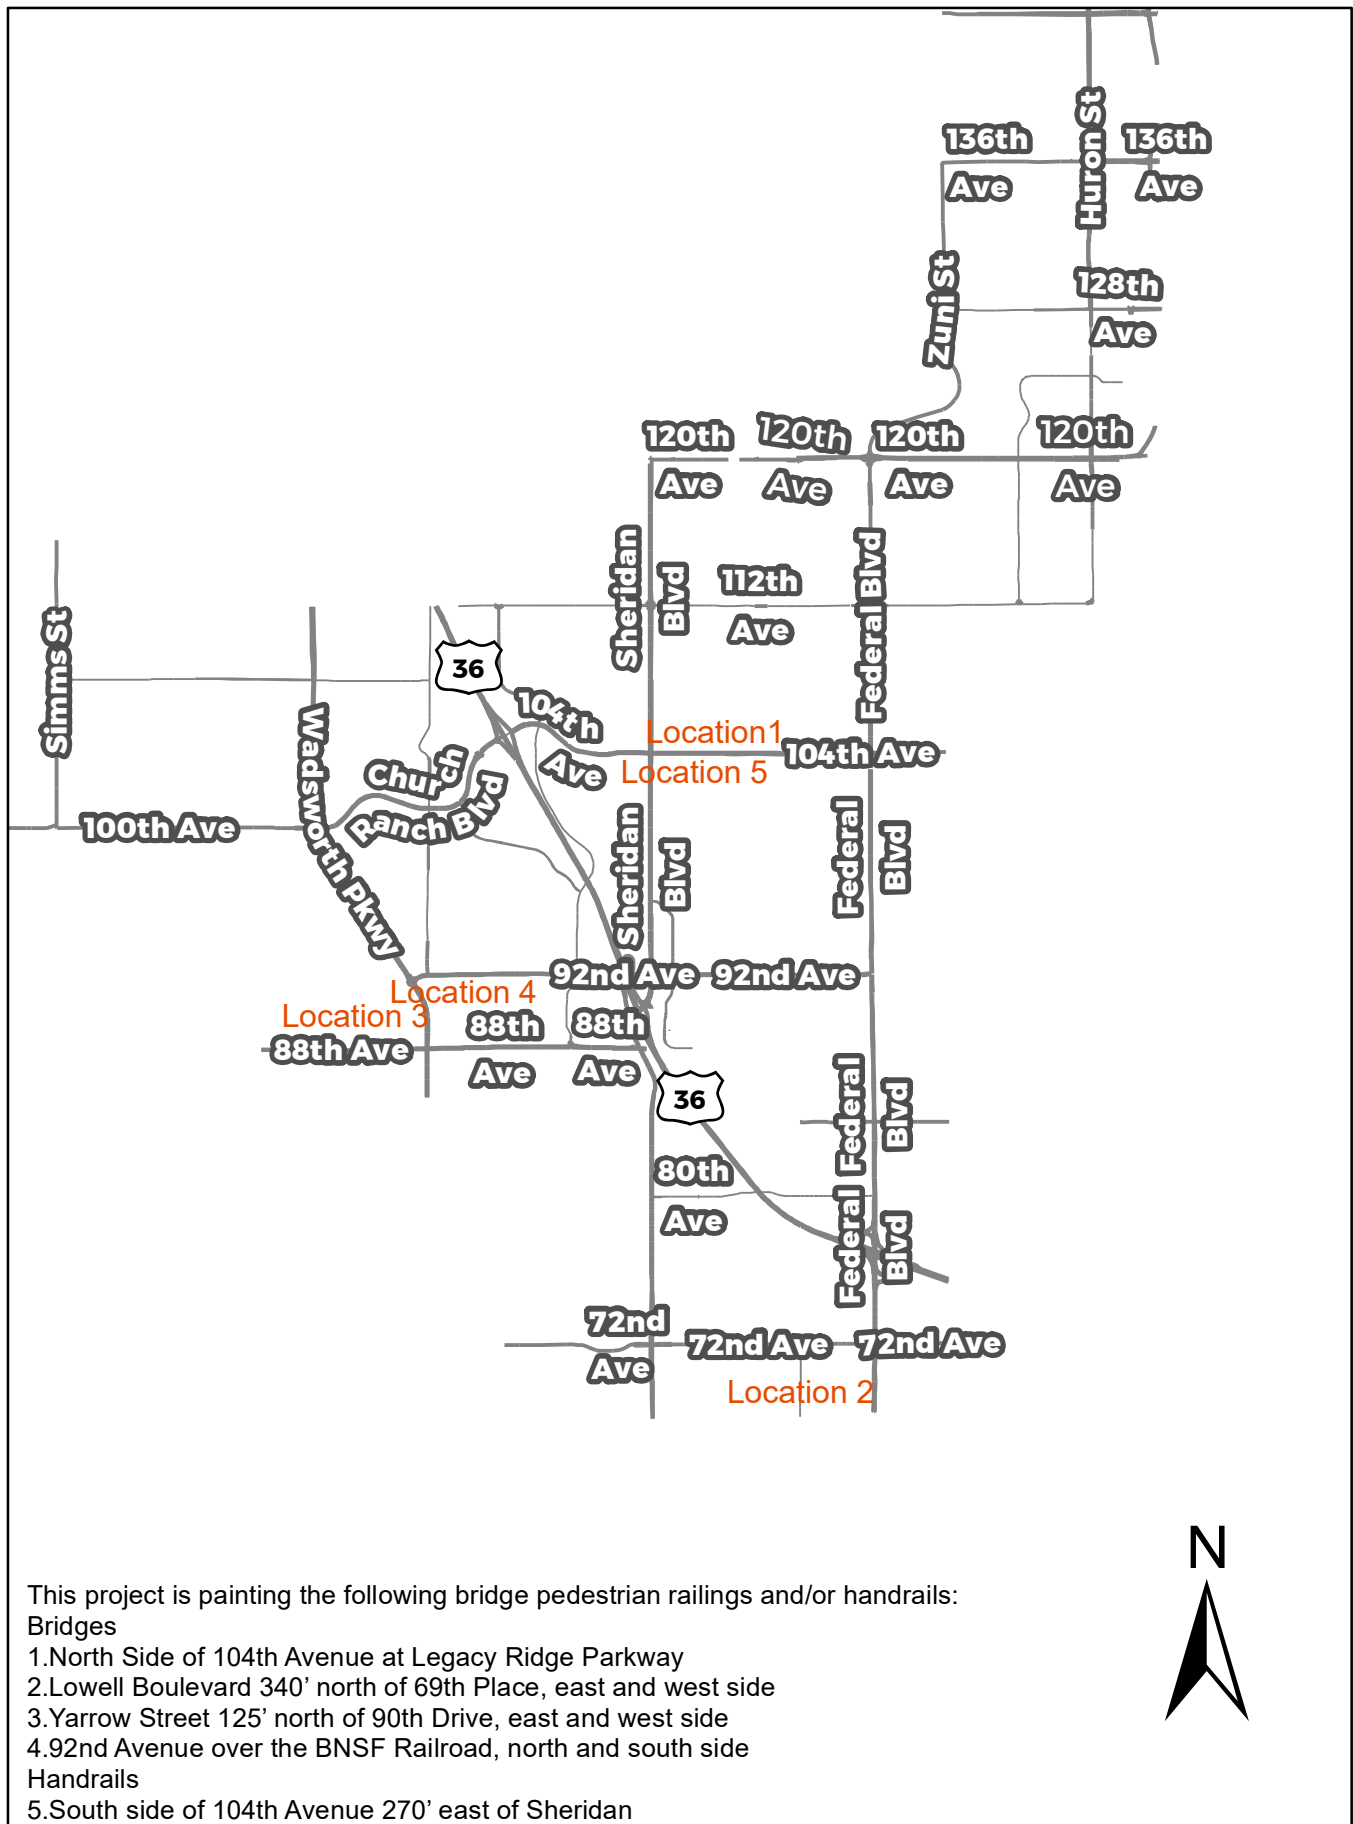 136th
Ave
Huron St
136th
Ave
Zuni St
128th
Ave
120th
Ave
120th
Ave
120th
Ave
120th
Ave
Sheridan
Blvd
112th
Ave
Federal Blvd
Simms St
36
104th
Ave
Location1
104th Ave
Location 5
Wadsworth Pkwy
Church
Ranch Blvd
100th Ave
Sheridan
Blvd
Federal
Blvd
92nd Ave
92nd Ave
Location 4
Location 3
88th
Ave
88th
Ave
88th Ave
36
Federal
Blvd
80th
Ave
Federal
Blvd
72nd
Ave
72nd Ave
72nd Ave
Location 2
N
This project is painting the following bridge pedestrian railings and/or handrails:
Bridges
1.North Side of 104th Avenue at Legacy Ridge Parkway
2.Lowell Boulevard 340’ north of 69th Place, east and west side
3.Yarrow Street 125’ north of 90th Drive, east and west side
4.92nd Avenue over the BNSF Railroad, north and south side
Handrails
5.South side of 104th Avenue 270’ east of Sheridan